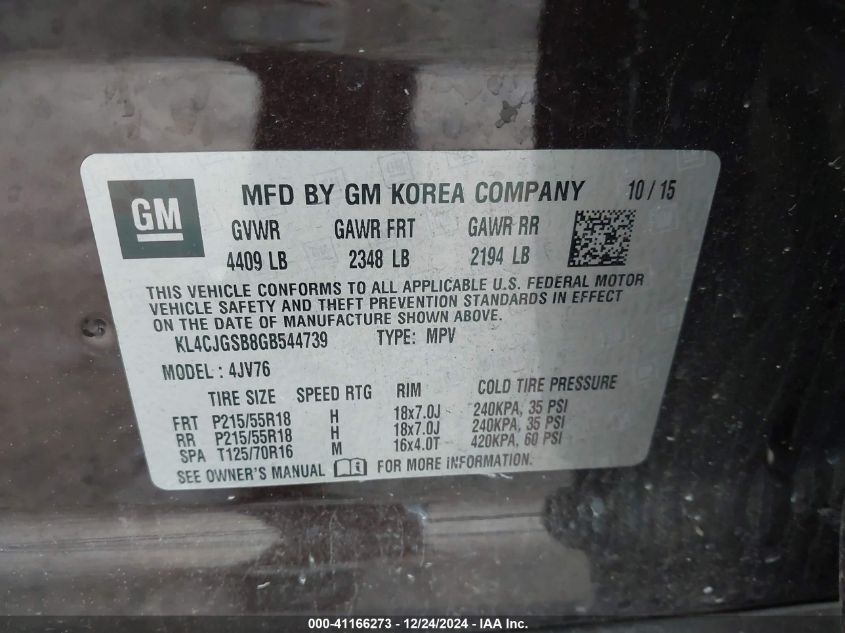 GM
MFD BY GM KOREA COMPANY 10 / 15
GVWR GAWR FRT GAWR RR
4409 LB 2348 LB 2194 LB
THIS VEHICLE CONFORMS TO ALL APPLICABLE U.S. FEDERAL MOTOR
VEHICLE SAFETY AND THEFT PREVENTION STANDARDS IN EFFECT
ON THE DATE OF MANUFACTURE SHOWN ABOVE.
KL4CJGSB8GB544739 TYPE: MPV
MODEL : 4JV76
TIRE SIZE SPEED RTG RIM COLD TIRE PRESSURE
FRT P215/55R18 H 18x7.0J 240KPA, 35 PSI
RR P215/55R18 H 18x7.0J 240KPA, 35 PSI
SPA T125/70R16 M 16x4.0T 420KPA, 60 PSI
SEE OWNER'S MANUAL FOR MORE INFORMATION.
000-41166273 - 12/24/2024 - IAA Inc.